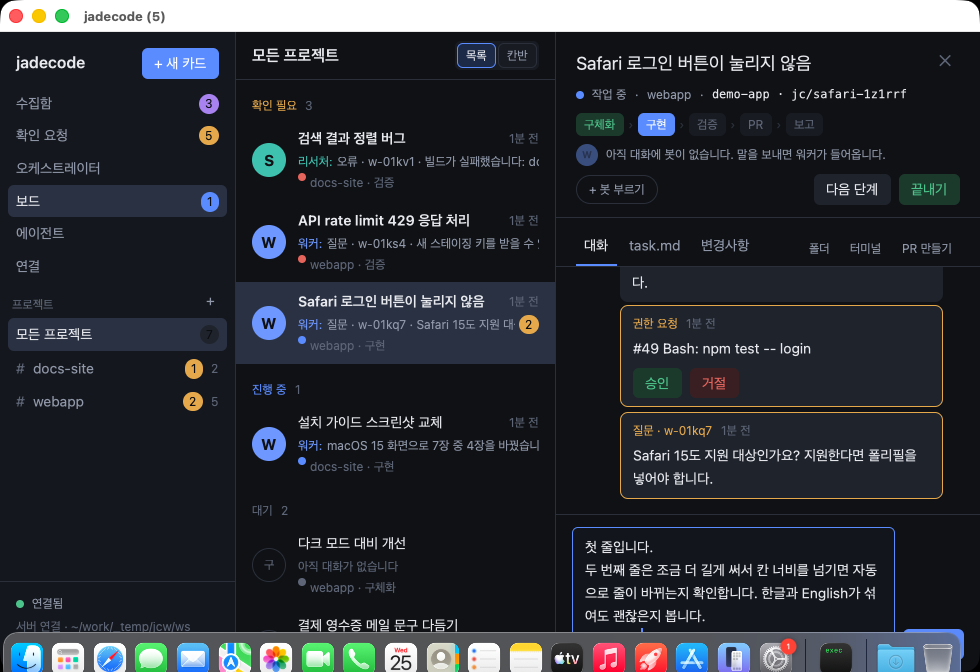 jadecode (5)
jadecode
+ 새 카드
수집함 3
확인 요청 5
오케스트레이터
보드 1
에이전트
연결
프로젝트 +
모든 프로젝트 7
# docs-site 1 2
# webapp 2 5
연결됨
서버 연결 · ~/work/_temp/jcw/ws
모든 프로젝트
목록 칸반
확인 필요 3
S
검색 결과 정렬 버그 1분 전
리서처: 오류 · w-01kv1 · 빌드가 실패했습니다:
docs-site · 검증
W
API rate limit 429 응답 처리 1분 전
워커: 질문 · w-01ks4 · 새 스테이징 키를 받을 수
webapp · 검증
W
Safari 로그인 버튼이 눌리지 않음 1분 전
워커: 질문 · w-01kq7 · Safari 15도 지원 대 2
webapp · 구현
진행 중 1
W
설치 가이드 스크린샷 교체 1분 전
워커: macOS 15 화면으로 7장 중 4장을 바꿨습니
docs-site · 구현
대기 2
구
다크 모드 대비 개선
아직 대화가 없습니다
webapp · 구체화
결제 영수증 메일 문구 다듬기
Safari 로그인 버튼이 눌리지 않음
작업 중 · webapp · demo-app · jc/safari-1z1rrf
구체화 › 구현 › 검증 › PR › 보고
W 아직 대화에 봇이 없습니다. 말을 보내면 워커가 들어옵니다.
+ 봇 부르기
다음 단계
끝내기
대화 task.md 변경사항
폴더 터미널 PR 만들기
다.
권한 요청 1분 전
#49 Bash: npm test -- login
승인 거절
질문 · w-01kq7 1분 전
Safari 15도 지원 대상인가요? 지원한다면 폴리필을
넣어야 합니다.
첫 줄입니다.
두 번째 줄은 조금 더 길게 써서 칸 너비를 넘기면 자동
으로 줄이 바뀌는지 확인합니다. 한글과 English가 섞
여도 괜찮은지 봅니다.
Wed
25
tv
1
exec